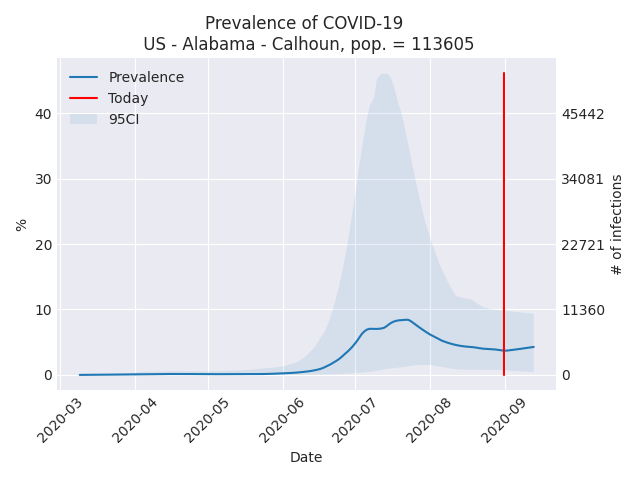 Prevalence of COVID-19
US - Alabama - Calhoun, pop. = 113605
Prevalence
Today
95CI
40
30
20
10
0
%
45442
34081
22721
11360
0
# of infections
2020-03
2020-04
2020-05
2020-06
2020-07
2020-08
2020-09
Date